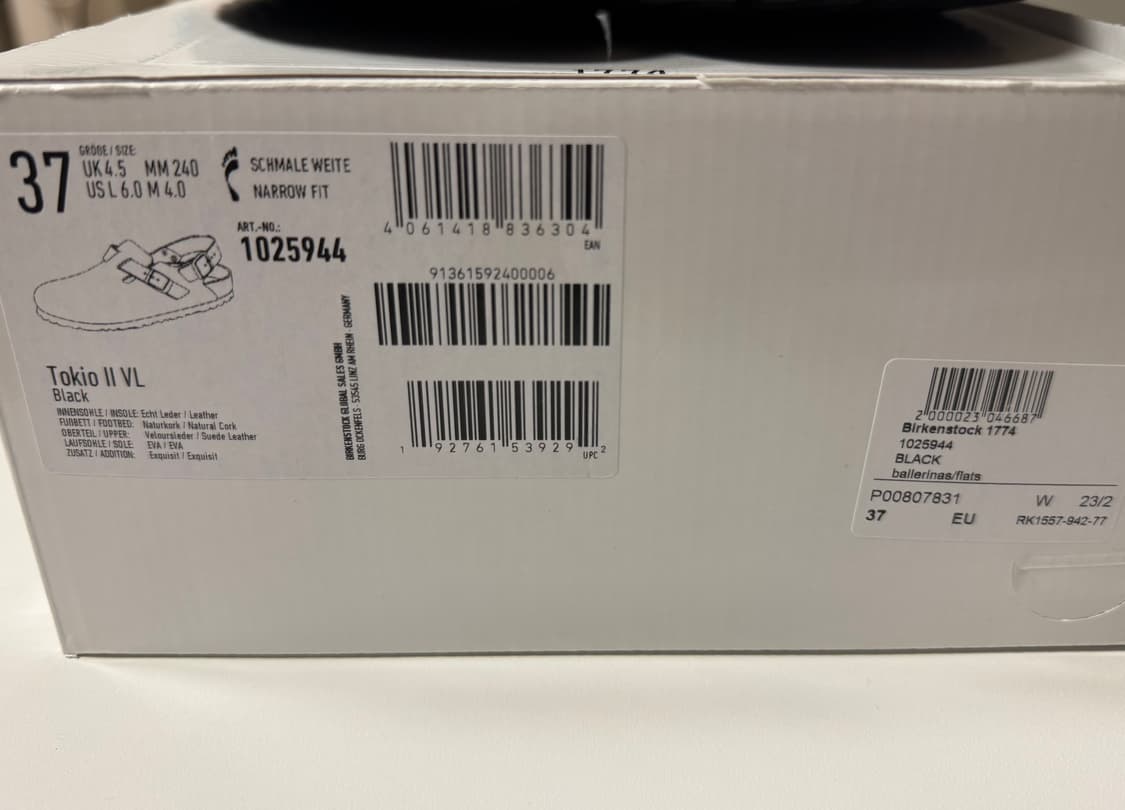 37
GRÖßE / SIZE:
UK 4.5 MM 240
US L 6.0 M 4.0
SCHMALE WEITE
NARROW FIT
ART.-NO.:
1025944
4 061418 836304
EAN
91361592400006
BIRKENSTOCK GLOBAL SALES GMBH
BURG OCKENFELS · 53545 LINZ AM RHEIN · GERMANY
Tokio II VL
Black
INNENSOHLE / INSOLE: Echt Leder / Leather
FUßBETT / FOOTBED: Naturkork / Natural Cork
OBERTEIL / UPPER: Veloursleder / Suede Leather
LAUFSOHLE / SOLE: EVA / EVA
ZUSATZ / ADDITION: Exquisit / Exquisit
1 92761 53929 2
UPC
2 000023 046687
Birkenstock 1774
1025944
BLACK
ballerinas/flats
P00807831 W 23/2
37 EU RK1557-942-77